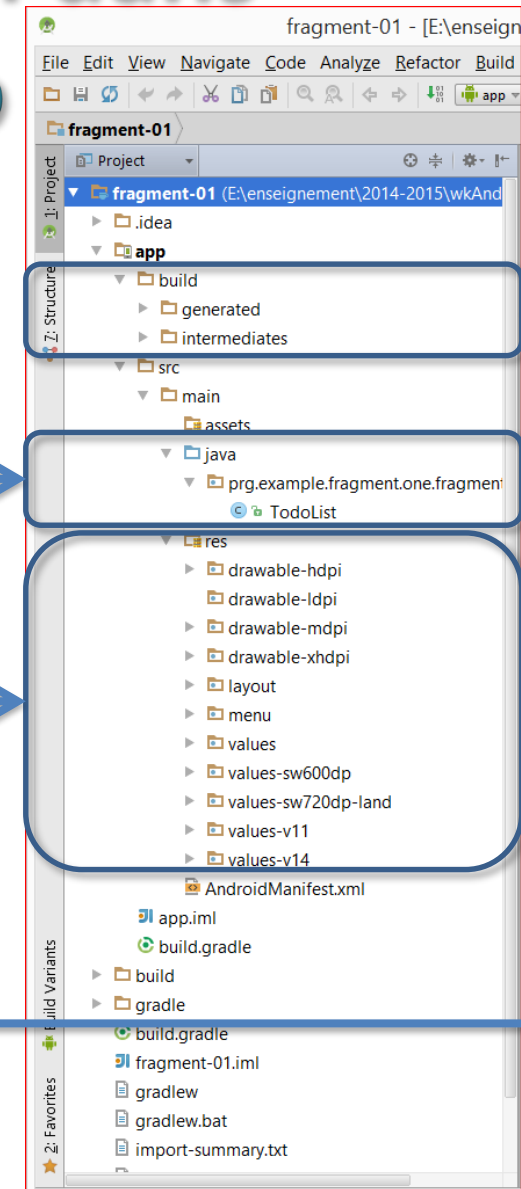 fragment-01 - [E:\enseign
File Edit View Navigate Code Analyze Refactor Build
app
fragment-01
1: Project
Project
fragment-01 (E:\enseignement\2014-2015\wkAnd
.idea
app
7: Structure
build
generated
intermediates
src
main
assets
java
prg.example.fragment.one.fragment
TodoList
res
drawable-hdpi
drawable-ldpi
drawable-mdpi
drawable-xhdpi
layout
menu
values
values-sw600dp
values-sw720dp-land
values-v11
values-v14
AndroidManifest.xml
app.iml
build.gradle
Build Variants
build
gradle
build.gradle
fragment-01.iml
2: Favorites
gradlew
gradlew.bat
import-summary.txt